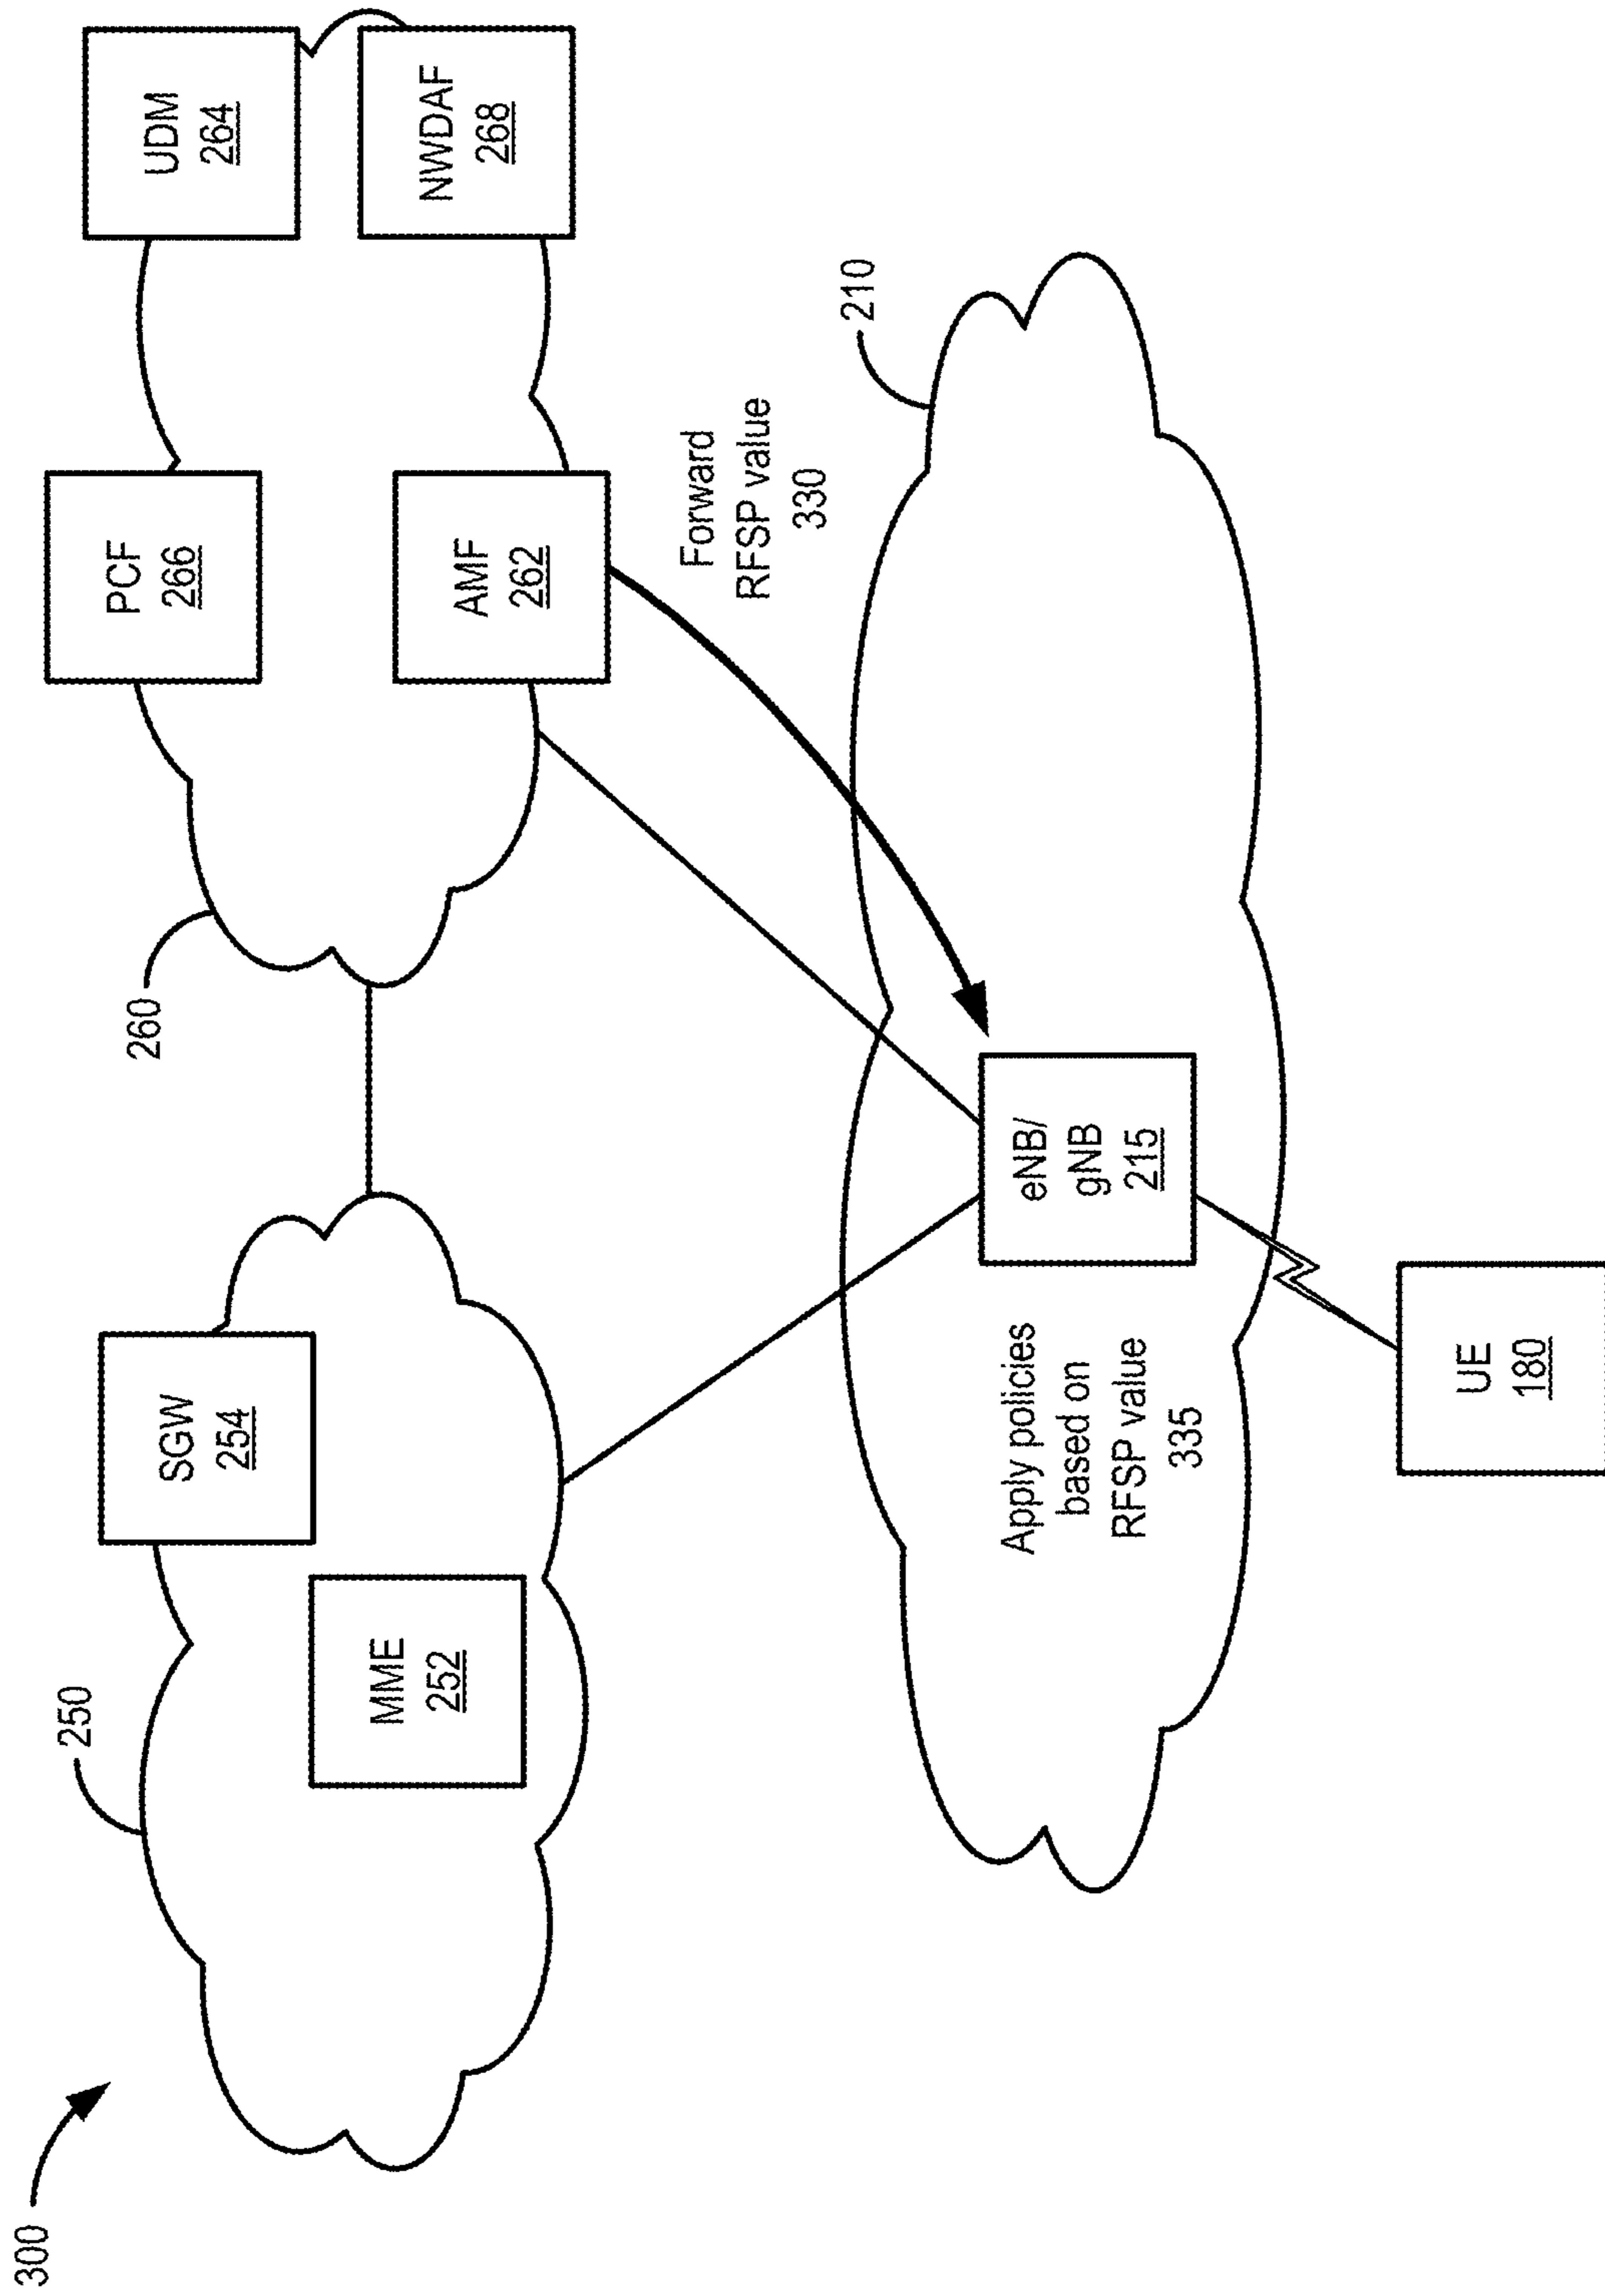 300
250
SGW
254
MME
252
260
PCF
266
UDM
264
AMF
262
NWDAF
268
Forward
RFSP value
330
210
Apply policies
based on
RFSP value
335
eNB/
gNB
215
UE
180